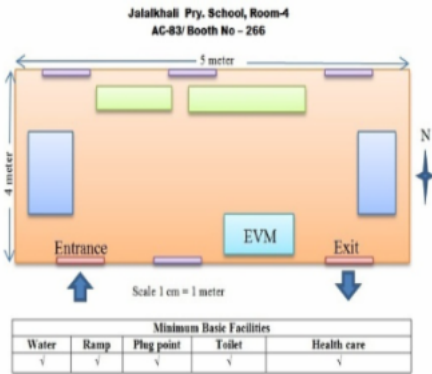 Jalalkhali Pry. School, Room-4
AC-83/ Booth No – 266
5 meter
4 meter
N
EVM
Entrance
Exit
Scale 1 cm = 1 meter
Minimum Basic Facilities
Water Ramp Plug point Toilet Health care
√ √ √ √ √